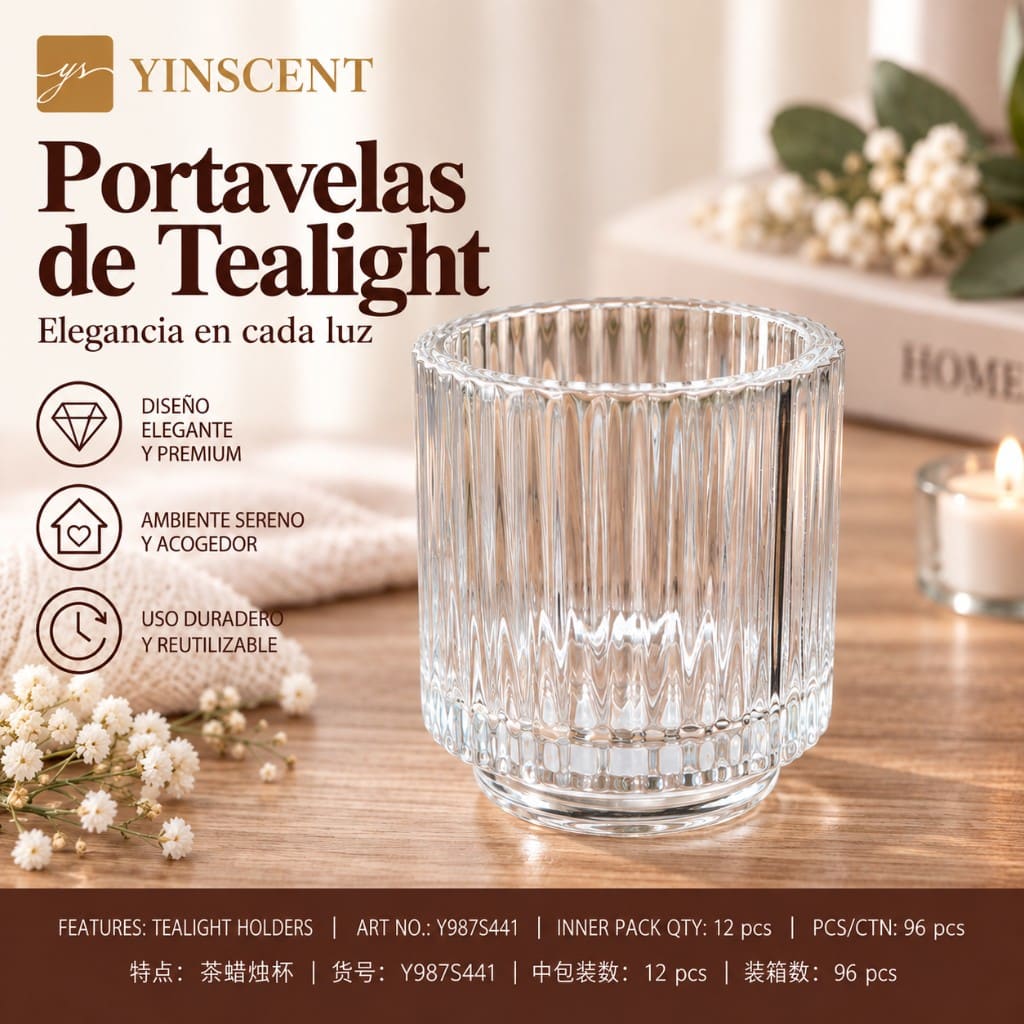 ys YINSCENT
Portavelas
de Tealight
Elegancia en cada luz
DISEÑO
ELEGANTE
Y PREMIUM
AMBIENTE SERENO
Y ACOGEDOR
USO DURADERO
Y REUTILIZABLE
HOME
FEATURES: TEALIGHT HOLDERS | ART NO.: Y987S441 | INNER PACK QTY: 12 pcs | PCS/CTN: 96 pcs
特点: 茶蜡烛杯 | 货号: Y987S441 | 中包装数: 12 pcs | 装箱数: 96 pcs